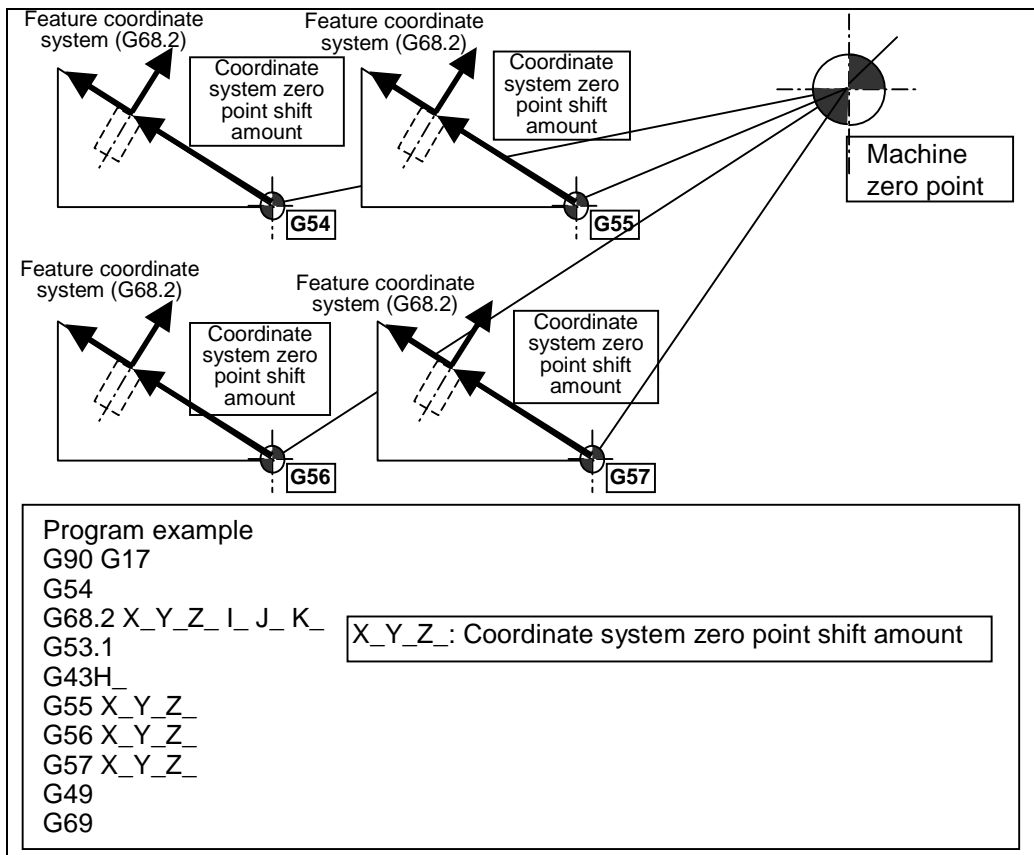 Feature coordinate
system (G68.2)
Coordinate
system zero
point shift
amount
G54
Feature coordinate
system (G68.2)
Coordinate
system zero
point shift
amount
G55
Machine
zero point
Feature coordinate
system (G68.2)
Coordinate
system zero
point shift
amount
G56
Feature coordinate
system (G68.2)
Coordinate
system zero
point shift
amount
G57
Program example
G90 G17
G54
G68.2 X_Y_Z_ I_ J_ K_
X_Y_Z_: Coordinate system zero point shift amount
G53.1
G43H_
G55 X_Y_Z_
G56 X_Y_Z_
G57 X_Y_Z_
G49
G69